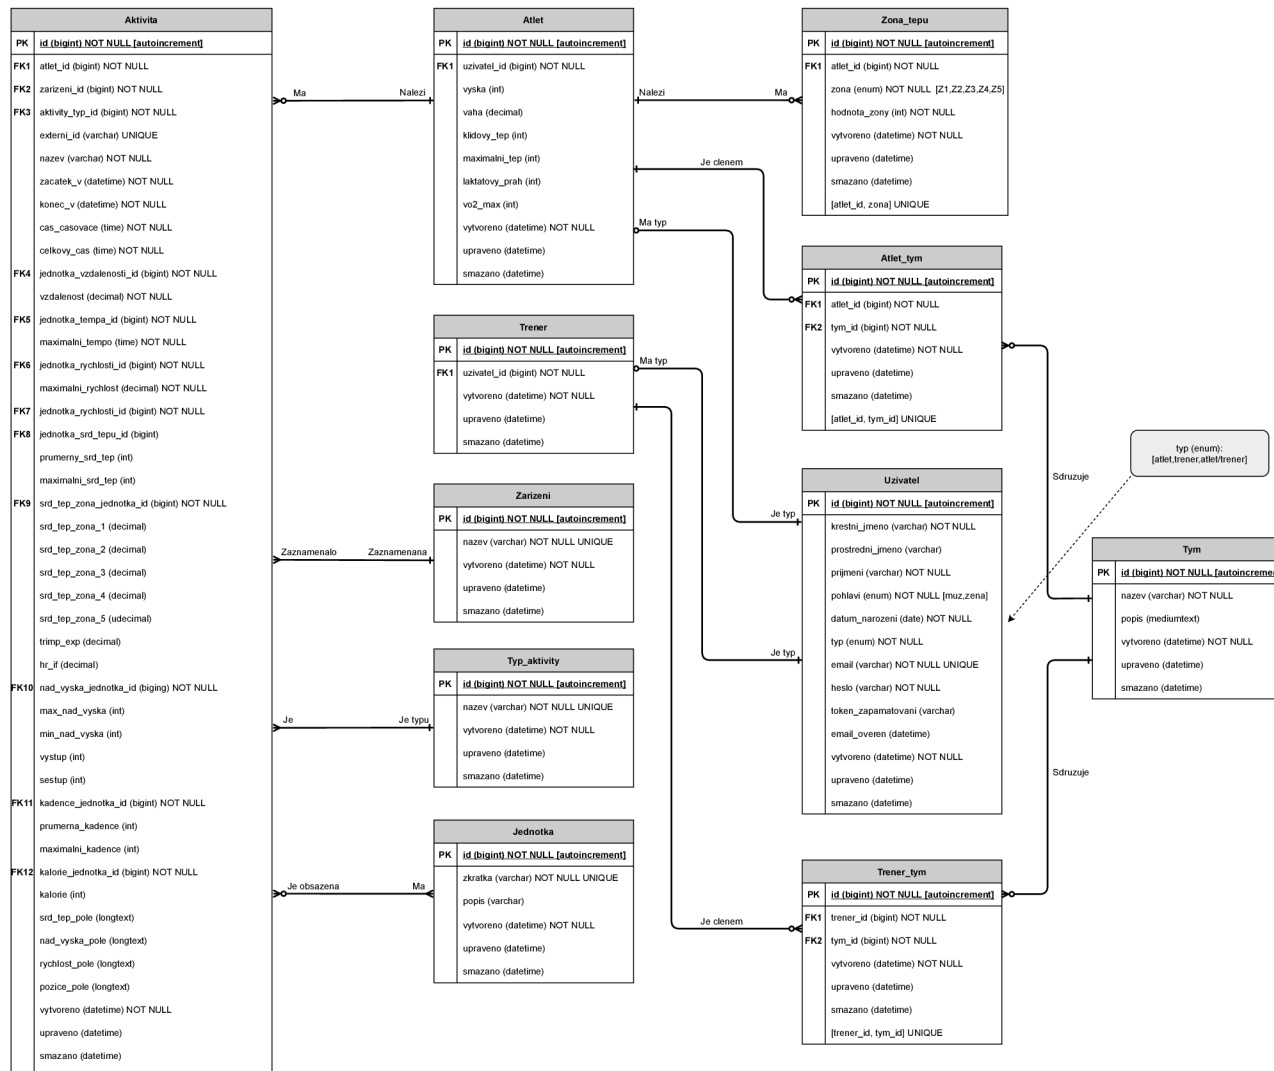 Aktivita
PK id (bigint) NOT NULL [autoincrement]
FK1 atlet_id (bigint) NOT NULL
FK2 zarizeni_id (bigint) NOT NULL
FK3 aktivity_typ_id (bigint) NOT NULL
externi_id (varchar) UNIQUE
nazev (varchar) NOT NULL
zacatek_v (datetime) NOT NULL
konec_v (datetime) NOT NULL
cas_casovace (time) NOT NULL
celkovy_cas (time) NOT NULL
FK4 jednotka_vzdalenosti_id (bigint) NOT NULL
vzdalenost (decimal) NOT NULL
FK5 jednotka_tempa_id (bigint) NOT NULL
maximalni_tempo (time) NOT NULL
FK6 jednotka_rychlosti_id (bigint) NOT NULL
maximalni_rychlost (decimal) NOT NULL
FK7 jednotka_rychlosti_id (bigint) NOT NULL
FK8 jednotka_srd_tepu_id (bigint)
prumerny_srd_tep (int)
maximalni_srd_tep (int)
FK9 srd_tep_zona_jednotka_id (bigint) NOT NULL
srd_tep_zona_1 (decimal)
srd_tep_zona_2 (decimal)
srd_tep_zona_3 (decimal)
srd_tep_zona_4 (decimal)
srd_tep_zona_5 (udecimal)
trimp_exp (decimal)
hr_if (decimal)
FK10 nad_vyska_jednotka_id (biging) NOT NULL
max_nad_vyska (int)
min_nad_vyska (int)
vystup (int)
sestup (int)
FK11 kadence_jednotka_id (bigint) NOT NULL
prumerna_kadence (int)
maximalni_kadence (int)
FK12 kalorie_jednotka_id (bigint) NOT NULL
kalorie (int)
srd_tep_pole (longtext)
nad_vyska_pole (longtext)
rychlost_pole (longtext)
pozice_pole (longtext)
vytvoreno (datetime) NOT NULL
upraveno (datetime)
smazano (datetime)
Ma Nalezi
Zaznamenalo Zaznamenana
Je Je typu
Je obsazena Ma
Atlet
PK id (bigint) NOT NULL [autoincrement]
FK1 uzivatel_id (bigint) NOT NULL
vyska (int)
vaha (decimal)
klidovy_tep (int)
maximalni_tep (int)
laktatovy_prah (int)
vo2_max (int)
vytvoreno (datetime) NOT NULL
upraveno (datetime)
smazano (datetime)
Trener
PK id (bigint) NOT NULL [autoincrement]
FK1 uzivatel_id (bigint) NOT NULL
vytvoreno (datetime) NOT NULL
upraveno (datetime)
smazano (datetime)
Zarizeni
PK id (bigint) NOT NULL [autoincrement]
nazev (varchar) NOT NULL UNIQUE
vytvoreno (datetime) NOT NULL
upraveno (datetime)
smazano (datetime)
Typ_aktivity
PK id (bigint) NOT NULL [autoincrement]
nazev (varchar) NOT NULL UNIQUE
vytvoreno (datetime) NOT NULL
upraveno (datetime)
smazano (datetime)
Jednotka
PK id (bigint) NOT NULL [autoincrement]
zkratka (varchar) NOT NULL UNIQUE
popis (varchar)
vytvoreno (datetime) NOT NULL
upraveno (datetime)
smazano (datetime)
Nalezi Ma
Je clenem
Ma typ
Ma typ
Je typ
Je typ
Je clenem
Zona_tepu
PK id (bigint) NOT NULL [autoincrement]
FK1 atlet_id (bigint) NOT NULL
zona (enum) NOT NULL [Z1,Z2,Z3,Z4,Z5]
hodnota_zony (int) NOT NULL
vytvoreno (datetime) NOT NULL
upraveno (datetime)
smazano (datetime)
[atlet_id, zona] UNIQUE
Atlet_tym
PK id (bigint) NOT NULL [autoincrement]
FK1 atlet_id (bigint) NOT NULL
FK2 tym_id (bigint) NOT NULL
vytvoreno (datetime) NOT NULL
upraveno (datetime)
smazano (datetime)
[atlet_id, tym_id] UNIQUE
Uzivatel
PK id (bigint) NOT NULL [autoincrement]
krestni_jmeno (varchar) NOT NULL
prostredni_jmeno (varchar)
prijmeni (varchar) NOT NULL
pohlavi (enum) NOT NULL [muz,zena]
datum_narozeni (date) NOT NULL
typ (enum) NOT NULL
email (varchar) NOT NULL UNIQUE
heslo (varchar) NOT NULL
token_zapamatovani (varchar)
email_overen (datetime)
vytvoreno (datetime) NOT NULL
upraveno (datetime)
smazano (datetime)
Trener_tym
PK id (bigint) NOT NULL [autoincrement]
FK1 trener_id (bigint) NOT NULL
FK2 tym_id (bigint) NOT NULL
vytvoreno (datetime) NOT NULL
upraveno (datetime)
smazano (datetime)
[trener_id, tym_id] UNIQUE
typ (enum):
[atlet,trener,atlet/trener]
Sdruzuje
Tym
PK id (bigint) NOT NULL [autoincremen
nazev (varchar) NOT NULL
popis (mediumtext)
vytvoreno (datetime) NOT NULL
upraveno (datetime)
smazano (datetime)
Sdruzuje